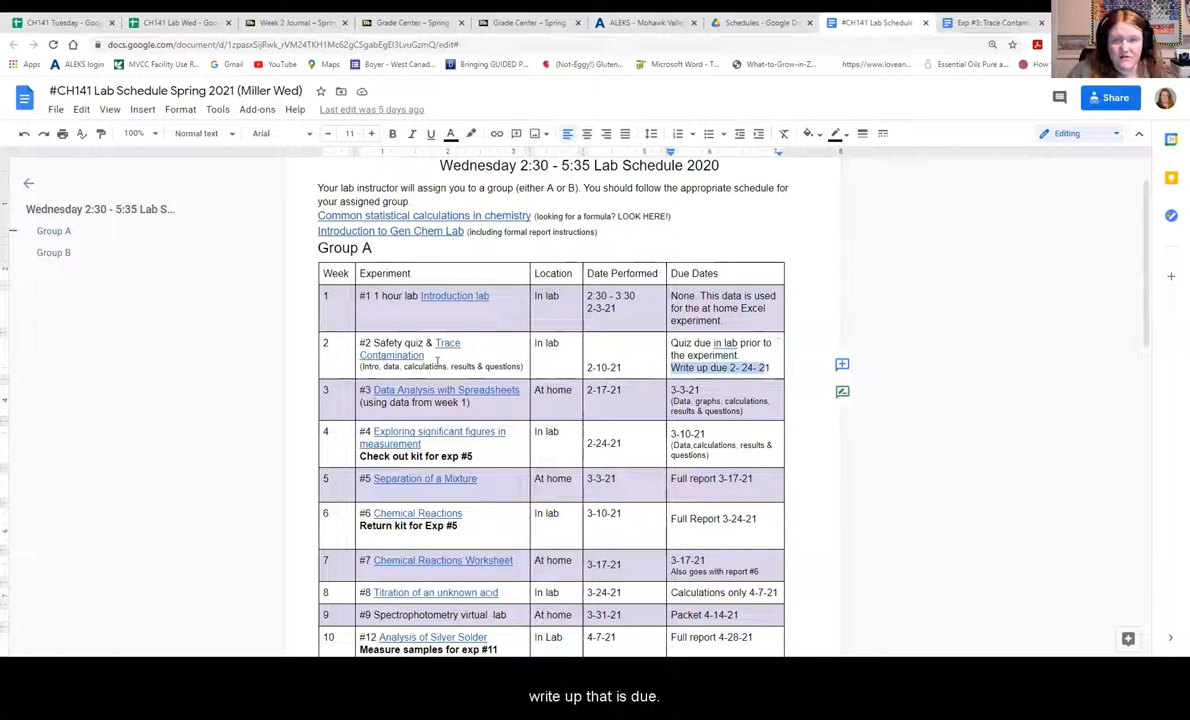 CH141 Tuesday - Goo
CH141 Lab Wed - Goo
Week 2 Journal – Sprin
Grade Center – Spring
Grade Center – Spring
ALEKS - Mohawk Valley
Schedules - Google Dri
#CH141 Lab Schedule
Exp #3: Trace Contami
docs.google.com/document/d/1zpasxSijRwk_rVM24TKH1Mc62gCSgabEgEl3LvuGzmQ/edit#
Apps
ALEKS login
MVCC Facility Use R...
Gmail
YouTube
Maps
Boyer - West Canad...
Bringing GUIDED P...
(Not-Eggy!) Gluten...
Microsoft Word - T...
What-to-Grow-in-Z...
https://www.lovean...
Essential Oils Pure a...
How
#CH141 Lab Schedule Spring 2021 (Miller Wed)
Share
File Edit View Insert Format Tools Add-ons Help Last edit was 5 days ago
100% Normal text Arial 11 B I U A Editing
1 2 3 4 5 6 7 8
Wednesday 2:30 - 5:35 Lab S...
Group A
Group B
Wednesday 2:30 - 5:35 Lab Schedule 2020
Your lab instructor will assign you to a group (either A or B). You should follow the appropriate schedule for
your assigned group.
Common statistical calculations in chemistry (looking for a formula? LOOK HERE!)
Introduction to Gen Chem Lab (including formal report instructions)
Group A
Week Experiment Location Date Performed Due Dates
1 #1 1 hour lab Introduction lab In lab 2:30 - 3:30 None. This data is used
2-3-21 for the at home Excel
experiment.
2 #2 Safety quiz & Trace In lab Quiz due in lab prior to
Contamination the experiment.
(Intro, data, calculations, results & questions) 2-10-21 Write up due 2- 24- 21
3 #3 Data Analysis with Spreadsheets At home 2-17-21 3-3-21
(using data from week 1) (Data, graphs, calculations,
results & questions)
4 #4 Exploring significant figures in In lab 3-10-21
measurement 2-24-21 (Data,calculations, results &
Check out kit for exp #5 questions)
5 #5 Separation of a Mixture At home 3-3-21 Full report 3-17-21
6 #6 Chemical Reactions In lab 3-10-21 Full Report 3-24-21
Return kit for Exp #5
7 #7 Chemical Reactions Worksheet At home 3-17-21 3-17-21
Also goes with report #6
8 #8 Titration of an unknown acid In lab 3-24-21 Calculations only 4-7-21
9 #9 Spectrophotometry virtual lab At home 3-31-21 Packet 4-14-21
10 #12 Analysis of Silver Solder In Lab 4-7-21 Full report 4-28-21
Measure samples for exp #11
write up that is due.